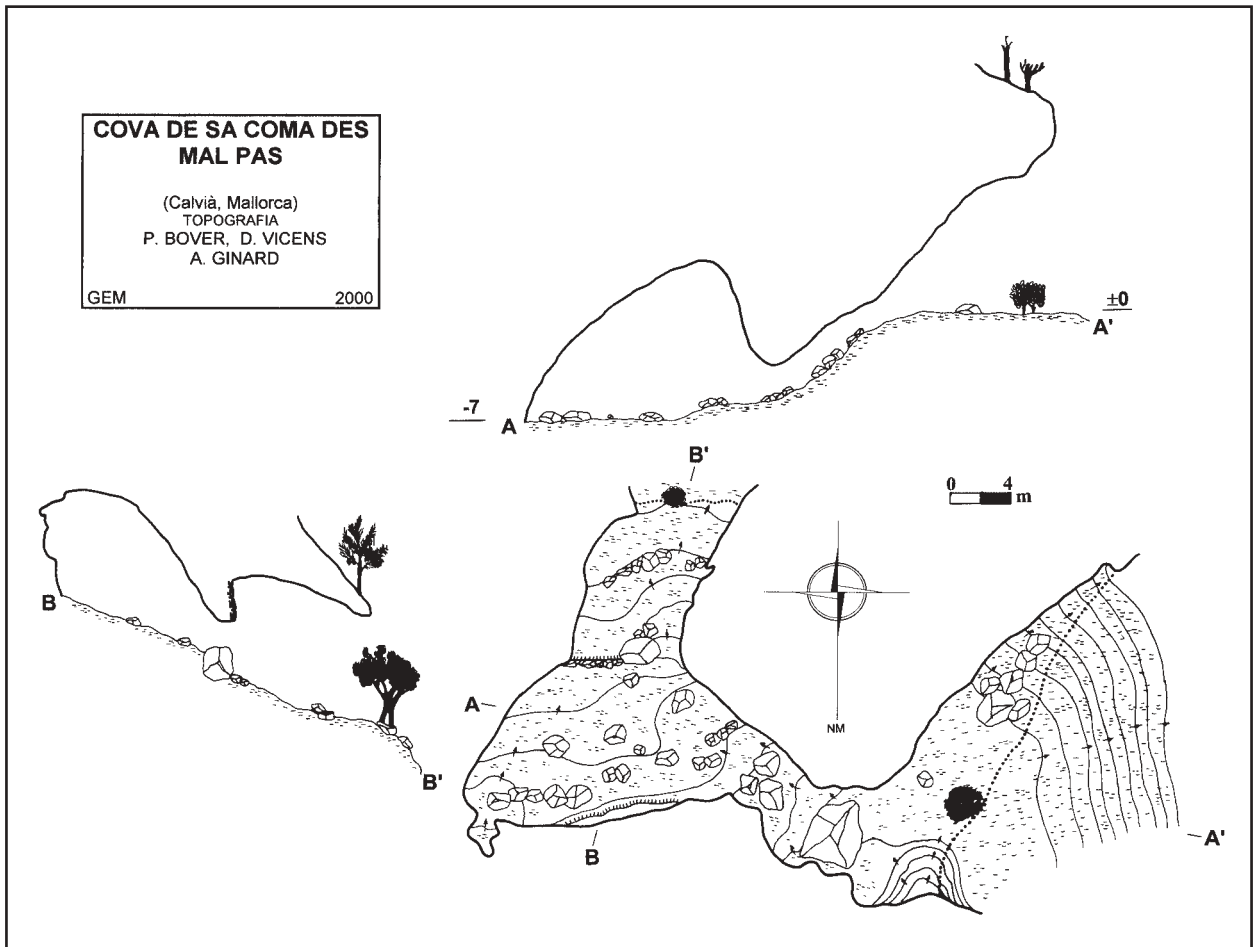 COVA DE SA COMA DES
MAL PAS
(Calvià, Mallorca)
TOPOGRAFIA
P. BOVER, D. VICENS
A. GINARD
GEM 2000
±0
A'
-7
A
B'
0 4
m
B
B'
A
NM
B
A'